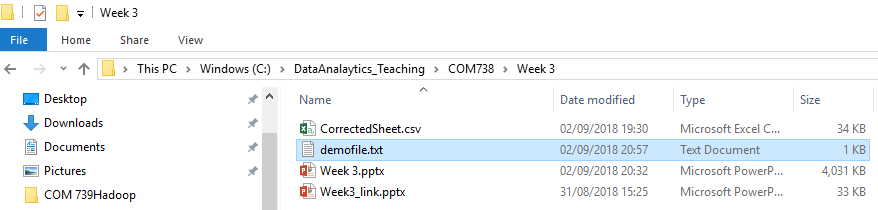 Week 3
File Home Share View
This PC > Windows (C:) > DataAnalaytics_Teaching > COM738 > Week 3
Desktop
Downloads
Documents
Pictures
COM 739Hadoop
Name Date modified Type Size
CorrectedSheet.csv 02/09/2018 19:30 Microsoft Excel C... 34 KB
demofile.txt 02/09/2018 20:57 Text Document 1 KB
Week 3.pptx 02/09/2018 20:32 Microsoft PowerP... 4,031 KB
Week3_link.pptx 31/08/2018 15:25 Microsoft PowerP... 33 KB